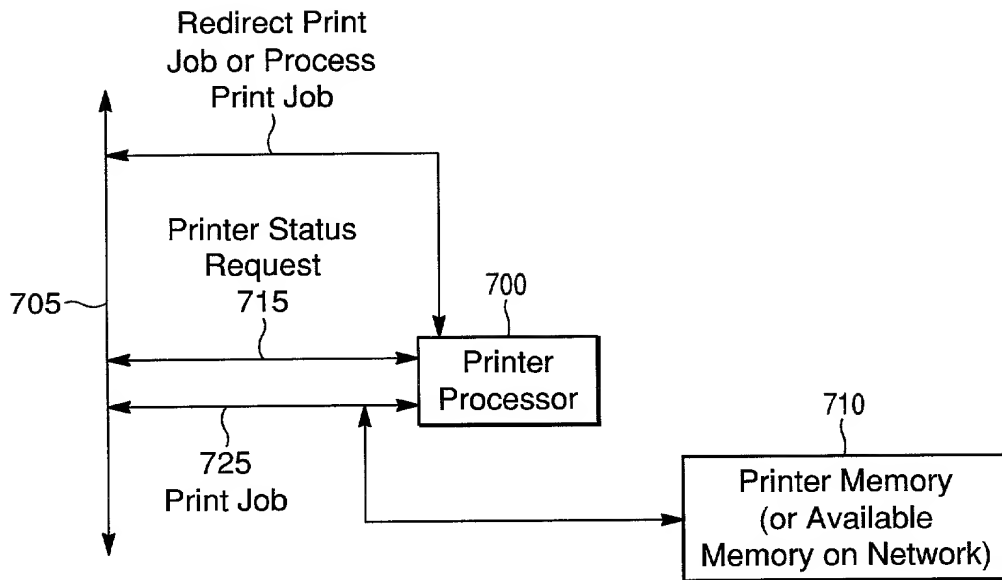 Redirect Print
Job or Process
Print Job
Printer Status
Request
715
705
700
Printer
Processor
725
Print Job
710
Printer Memory
(or Available
Memory on Network)